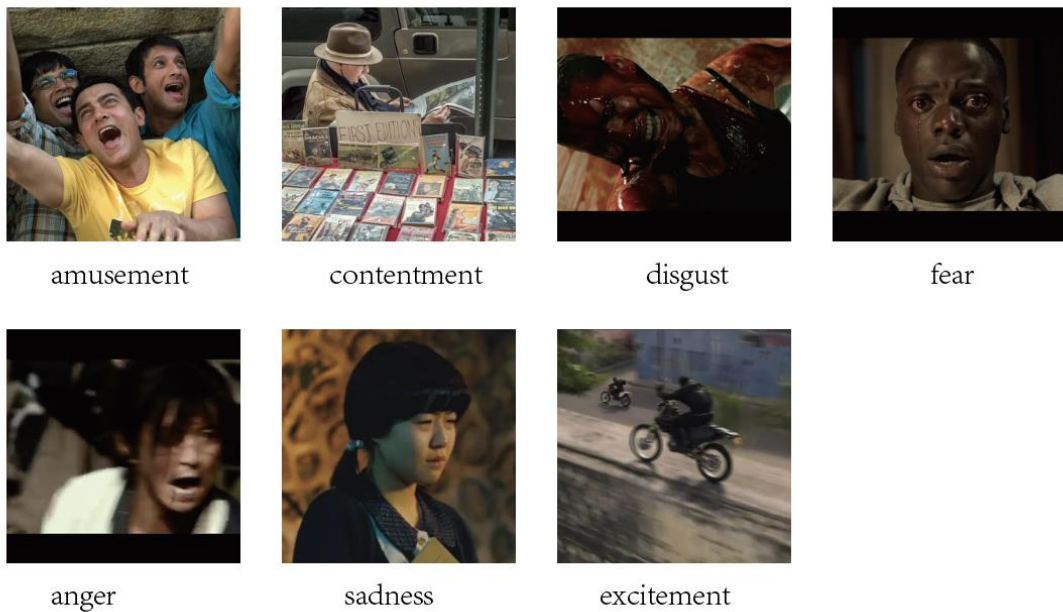 FIRST EDITION
amusement
contentment
disgust
fear
anger
sadness
excitement